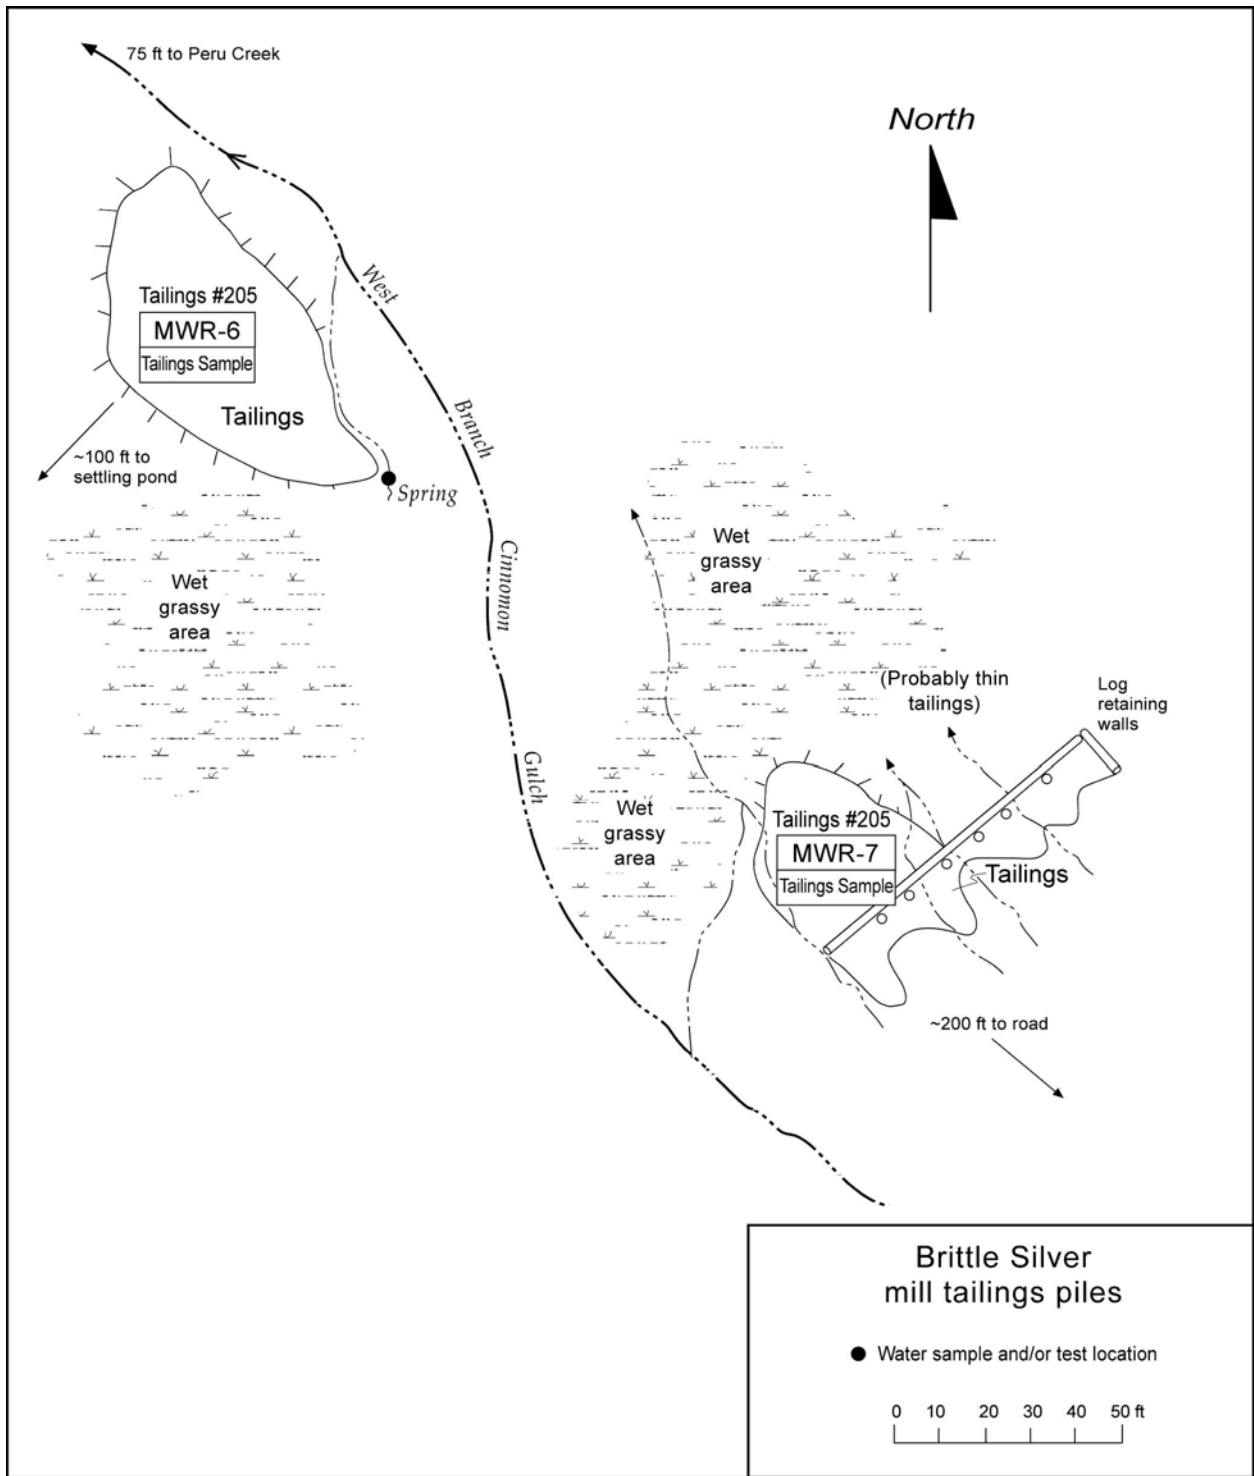 75 ft to Peru Creek
North
West
Branch
Cinnomon
Gulch
Tailings #205
MWR-6
Tailings Sample
Tailings
~100 ft to
settling pond
Spring
Wet
grassy
area
Wet
grassy
area
(Probably thin
tailings)
Log
retaining
walls
Wet
grassy
area
Tailings #205
MWR-7
Tailings Sample
Tailings
~200 ft to road
Brittle Silver
mill tailings piles
Water sample and/or test location
0 10 20 30 40 50 ft